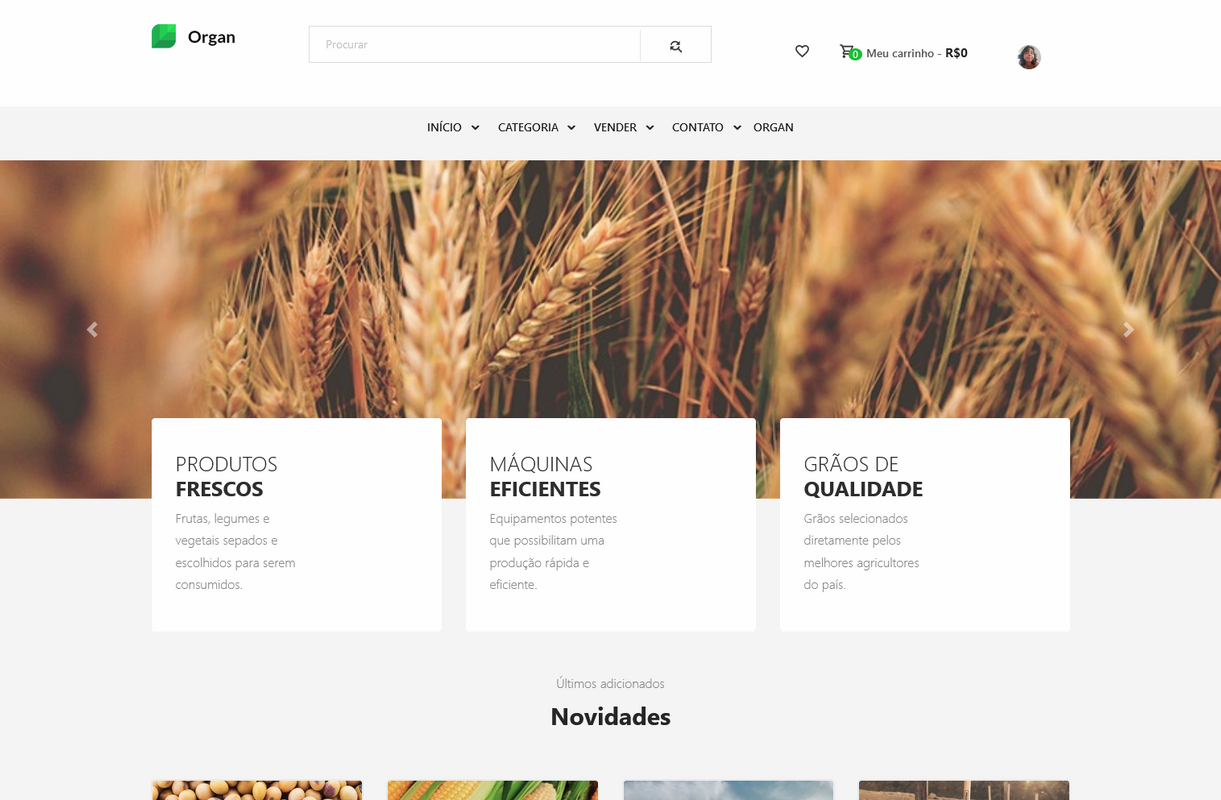 Organ
Procurar
0 Meu carrinho - R$0
INÍCIO CATEGORIA VENDER CONTATO ORGAN
PRODUTOS
FRESCOS
Frutas, legumes e
vegetais sepados e
escolhidos para serem
consumidos.
MÁQUINAS
EFICIENTES
Equipamentos potentes
que possibilitam uma
produção rápida e
eficiente.
GRÃOS DE
QUALIDADE
Grãos selecionados
diretamente pelos
melhores agricultores
do país.
Últimos adicionados
Novidades